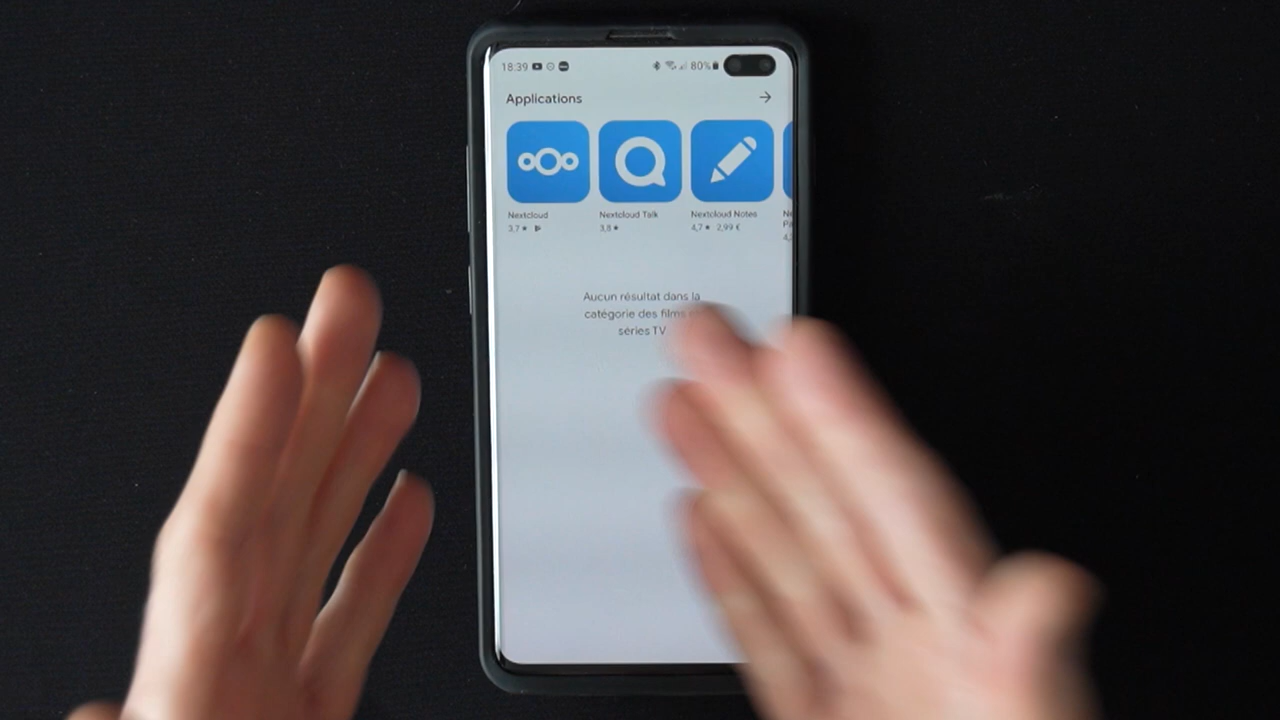 18:39 80%
Applications
Nextcloud
3,7★
Nextcloud Talk
3,8★
Nextcloud Notes
4,7★ 2,99 €
Aucun résultat dans la
catégorie des films
séries TV